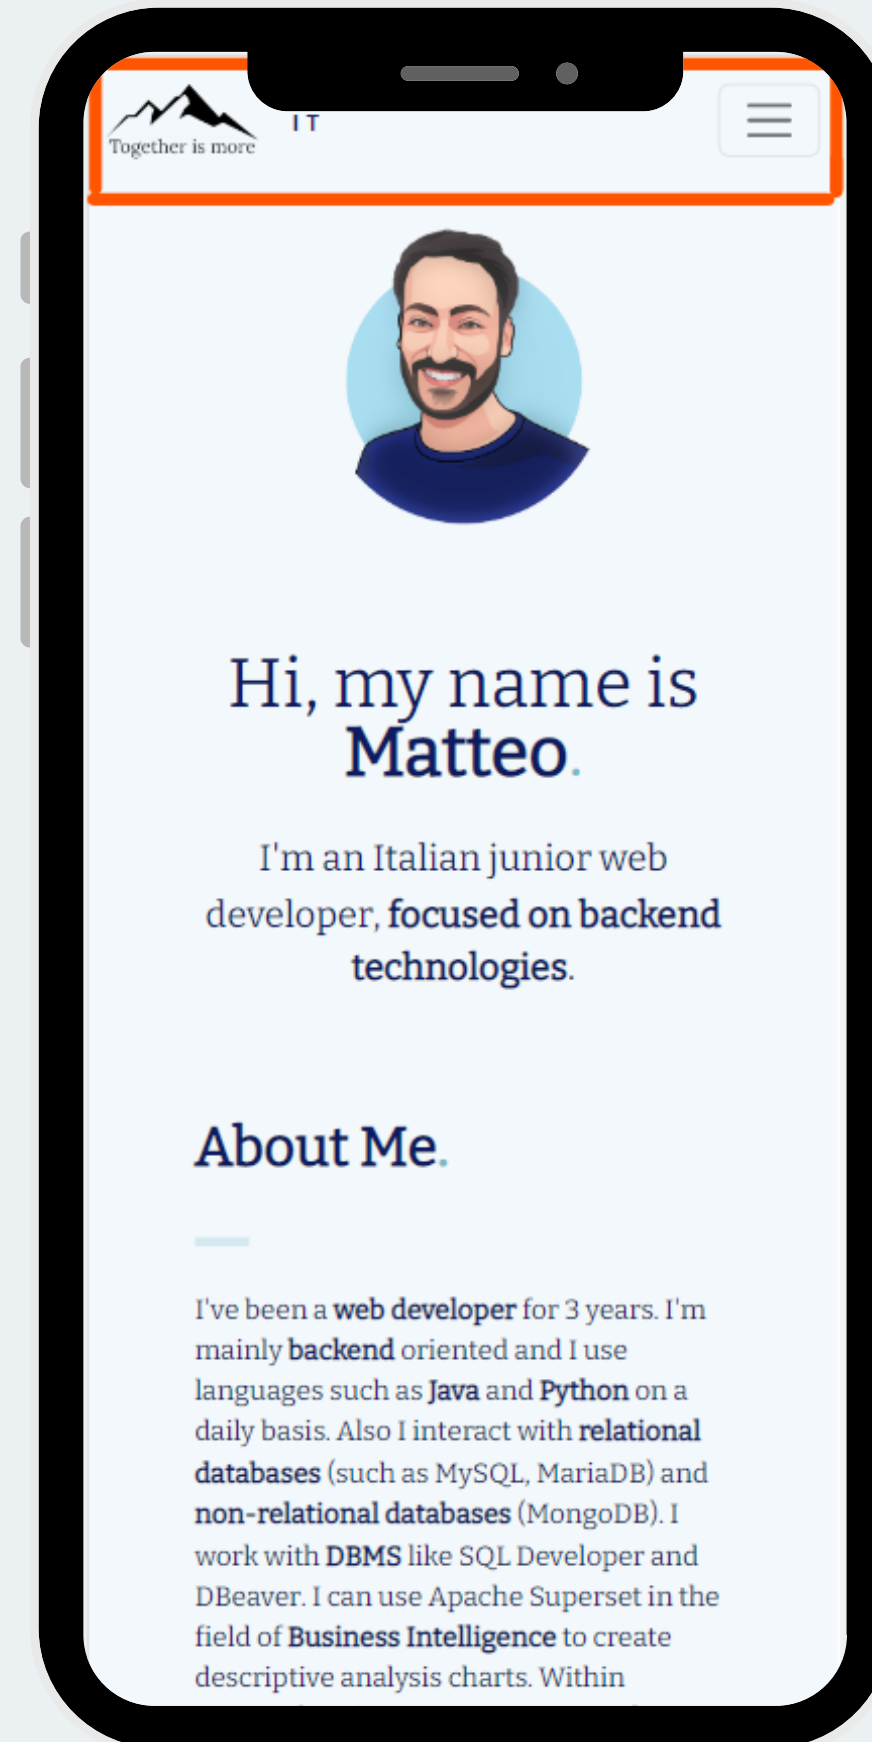 Together is more
IT
Hi, my name is
Matteo.
I'm an Italian junior web
developer, focused on backend
technologies.
About Me.
I've been a web developer for 3 years. I'm
mainly backend oriented and I use
languages such as Java and Python on a
daily basis. Also I interact with relational
databases (such as MySQL, MariaDB) and
non-relational databases (MongoDB). I
work with DBMS like SQL Developer and
DBeaver. I can use Apache Superset in the
field of Business Intelligence to create
descriptive analysis charts. Within